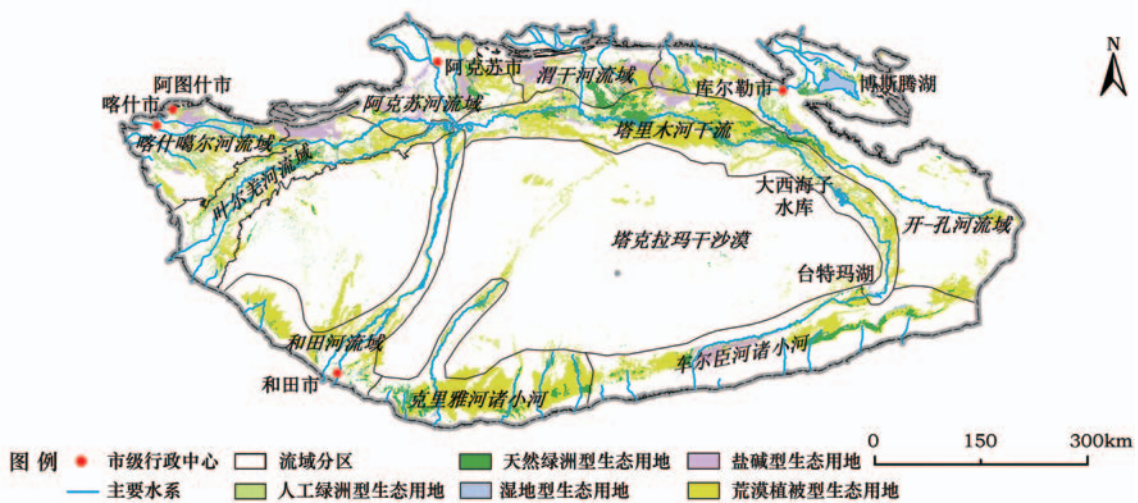 N
阿克苏市
渭干河流域
库尔勒市
博斯腾湖
阿图什市
喀什市
阿克苏河流域
喀什噶尔河流域
塔里木河干流
叶尔羌河流域
大西海子
水库
塔克拉玛干沙漠
开-孔河流域
台特玛湖
和田河流域
车尔臣河诸小河
和田市
克里雅河诸小河
0 150 300km
图例 市级行政中心 流域分区 天然绿洲型生态用地 盐碱型生态用地
主要水系 人工绿洲型生态用地 湿地型生态用地 荒漠植被型生态用地